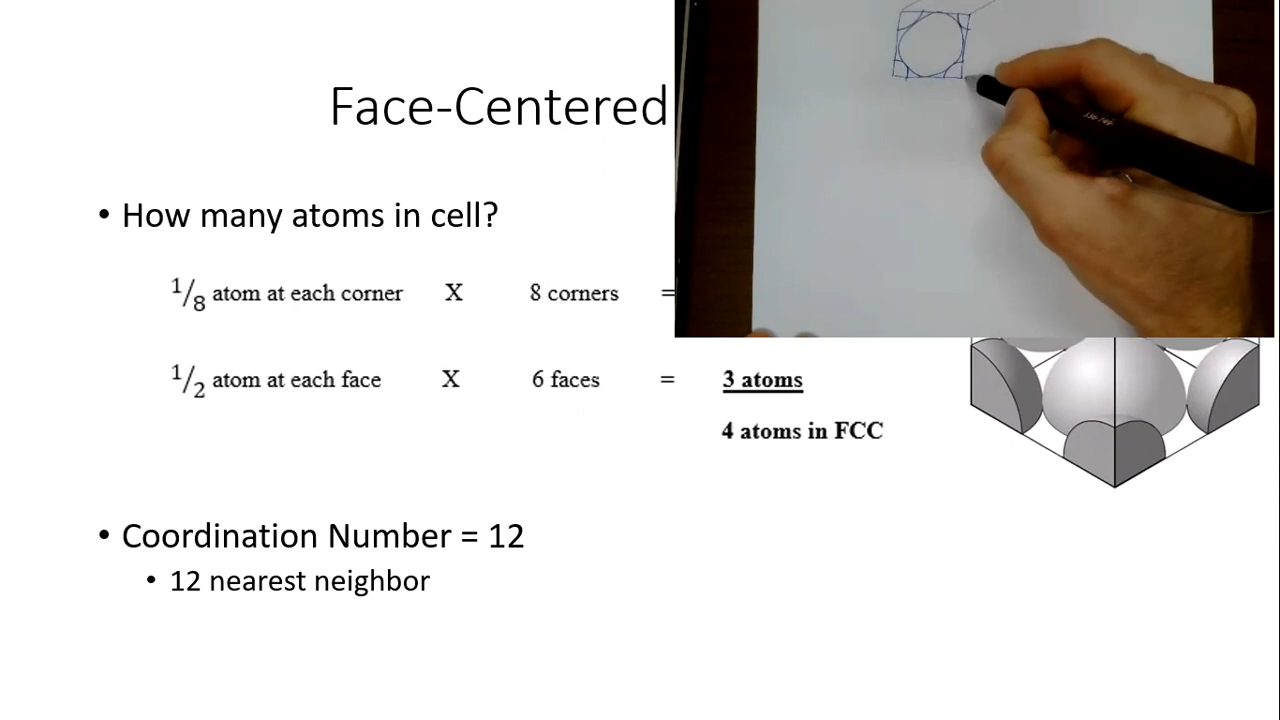 Face-Centered
• How many atoms in cell?
1/8 atom at each corner X 8 corners =
1/2 atom at each face X 6 faces = 3 atoms
4 atoms in FCC
• Coordination Number = 12
• 12 nearest neighbor